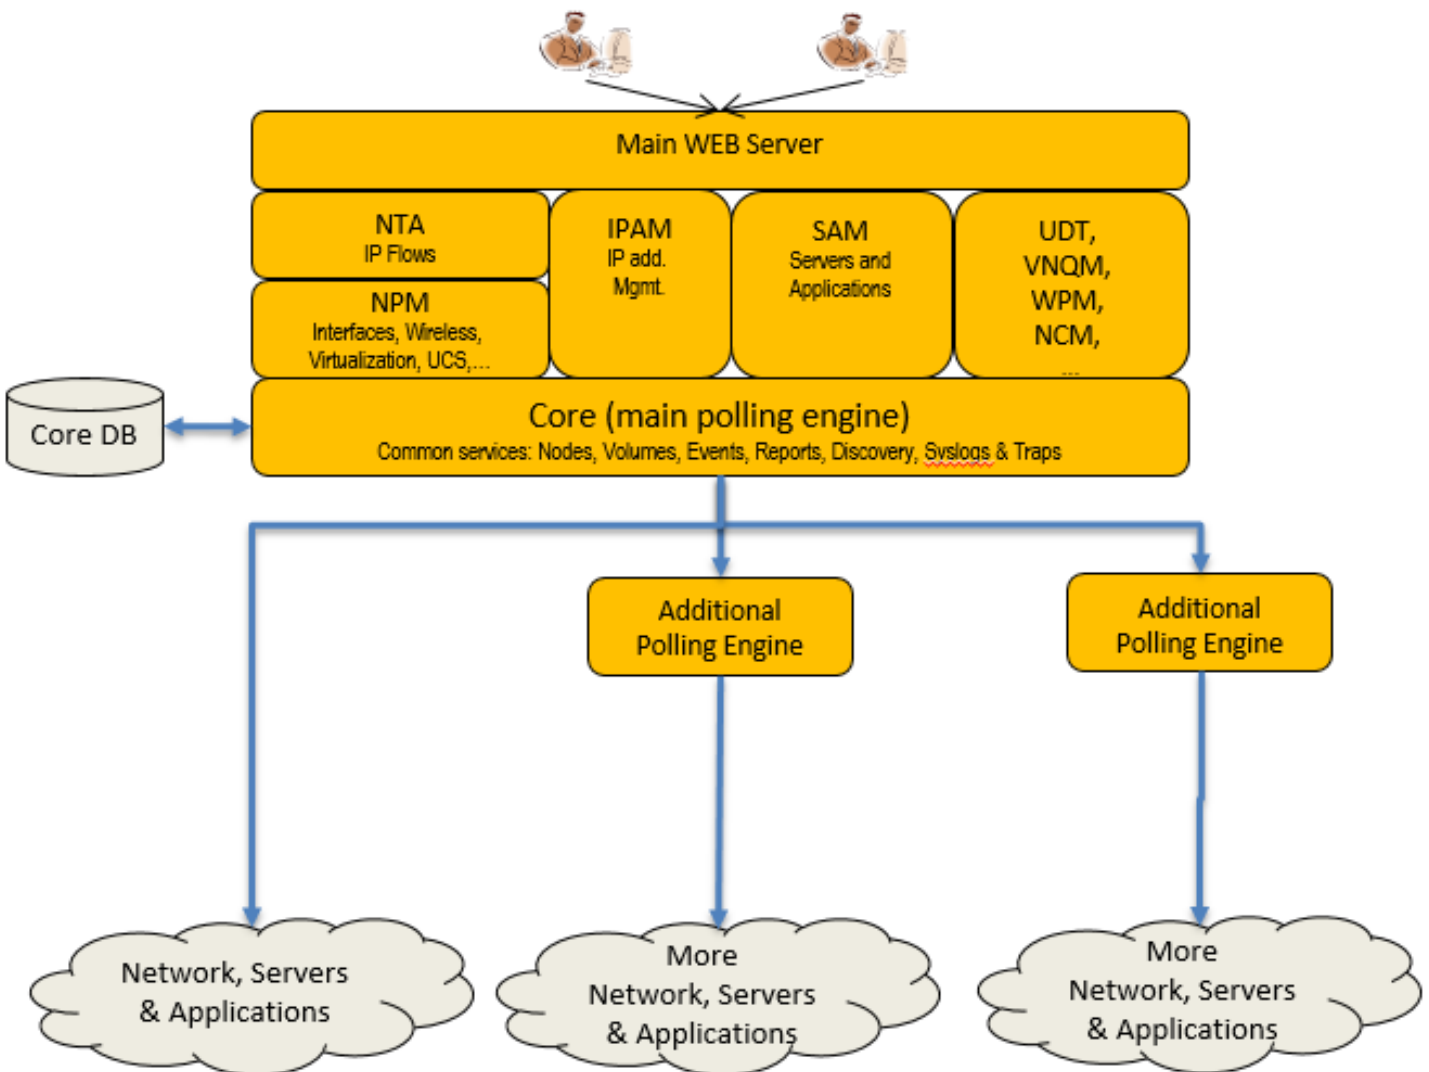 Main WEB Server
NTA
IP Flows
NPM
Interfaces, Wireless,
Virtualization, UCS,...
IPAM
IP add.
Mgmt.
SAM
Servers and
Applications
UDT,
VNQM,
WPM,
NCM,
...
Core DB
Core (main polling engine)
Common services: Nodes, Volumes, Events, Reports, Discovery, Syslogs & Traps
Additional
Polling Engine
Additional
Polling Engine
Network, Servers
& Applications
More
Network, Servers
& Applications
More
Network, Servers
& Applications